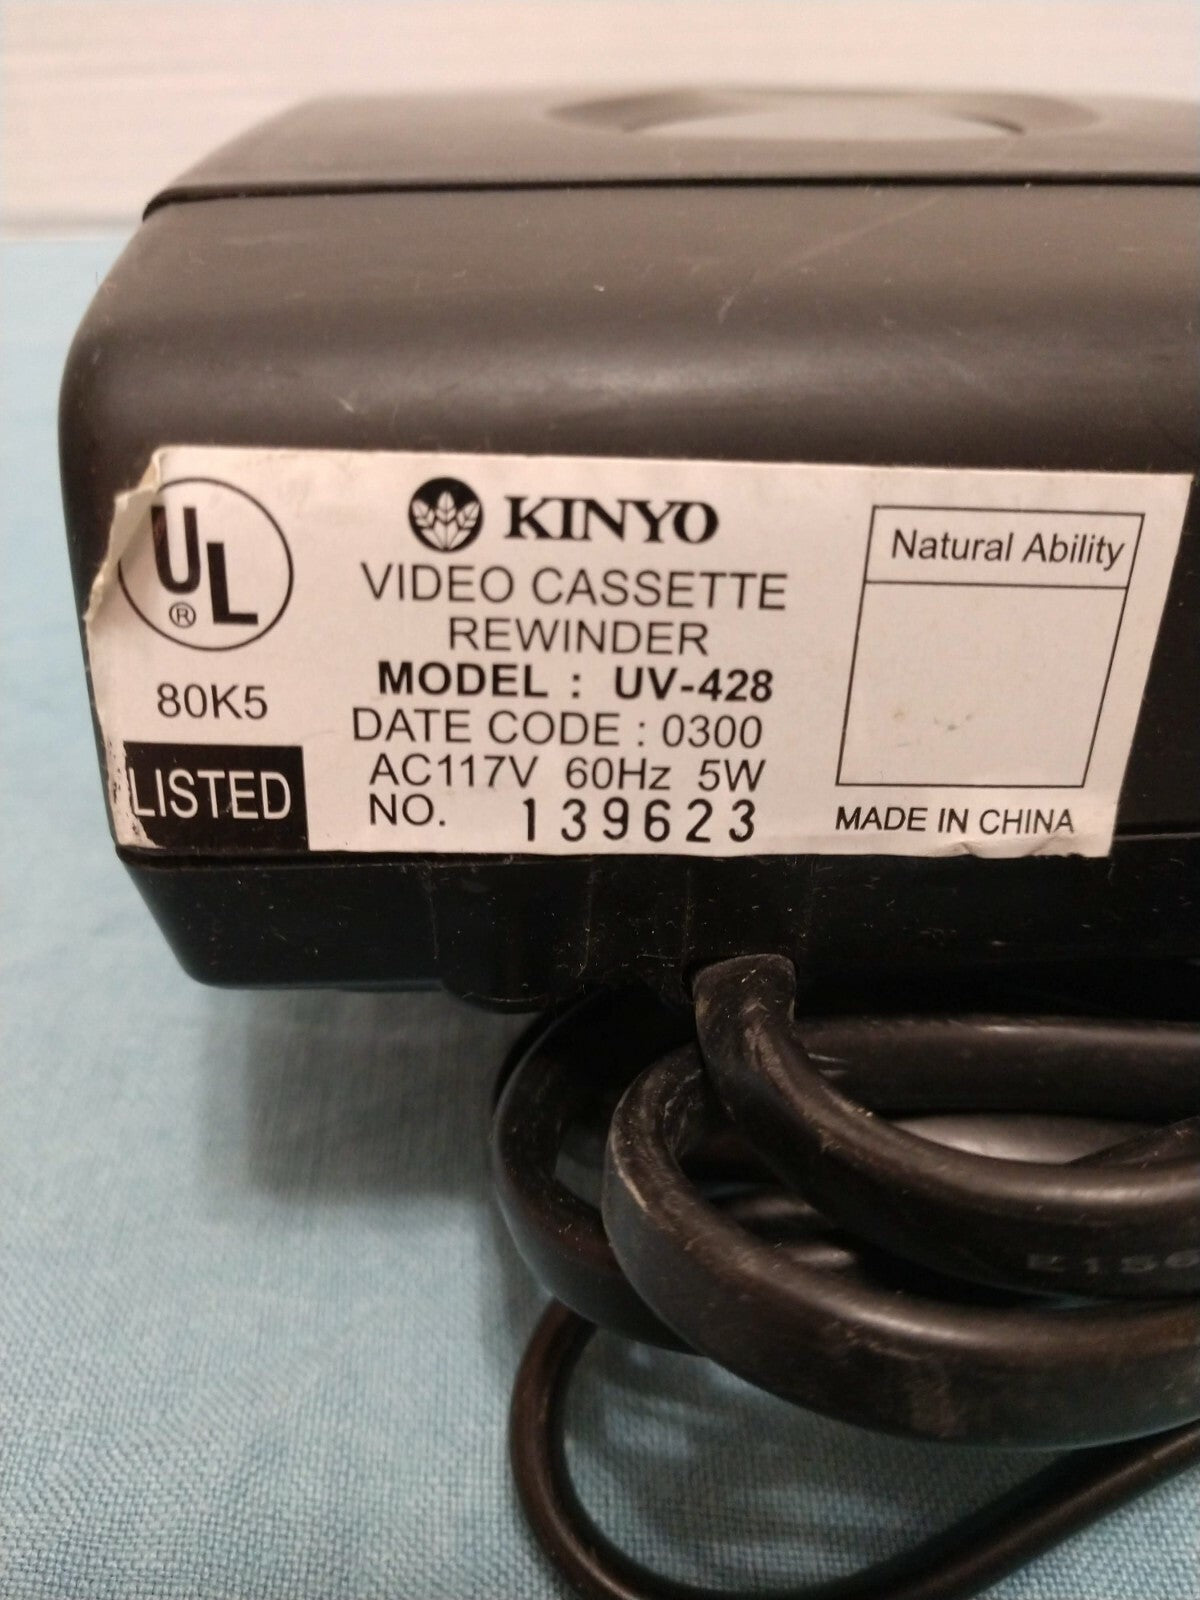 UL
®
80K5
LISTED
KINYO
VIDEO CASSETTE
REWINDER
MODEL : UV-428
DATE CODE : 0300
AC117V 60Hz 5W
NO. 139623
Natural Ability
MADE IN CHINA